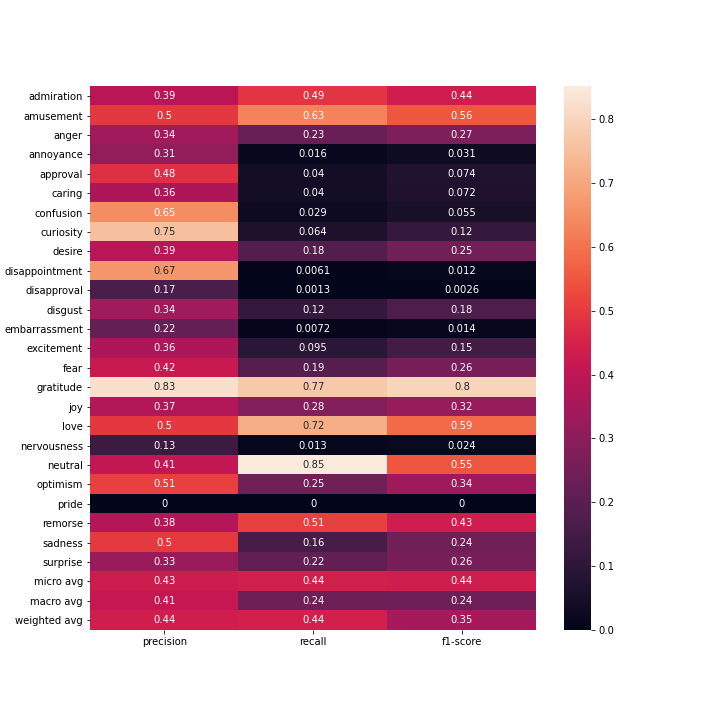 admiration 0.39 0.49 0.44
amusement 0.5 0.63 0.56
anger 0.34 0.23 0.27
annoyance 0.31 0.016 0.031
approval 0.48 0.04 0.074
caring 0.36 0.04 0.072
confusion 0.65 0.029 0.055
curiosity 0.75 0.064 0.12
desire 0.39 0.18 0.25
disappointment 0.67 0.0061 0.012
disapproval 0.17 0.0013 0.0026
disgust 0.34 0.12 0.18
embarrassment 0.22 0.0072 0.014
excitement 0.36 0.095 0.15
fear 0.42 0.19 0.26
gratitude 0.83 0.77 0.8
joy 0.37 0.28 0.32
love 0.5 0.72 0.59
nervousness 0.13 0.013 0.024
neutral 0.41 0.85 0.55
optimism 0.51 0.25 0.34
pride 0 0 0
remorse 0.38 0.51 0.43
sadness 0.5 0.16 0.24
surprise 0.33 0.22 0.26
micro avg 0.43 0.44 0.44
macro avg 0.41 0.24 0.24
weighted avg 0.44 0.44 0.35
precision recall f1-score
0.8
0.7
0.6
0.5
0.4
0.3
0.2
0.1
0.0